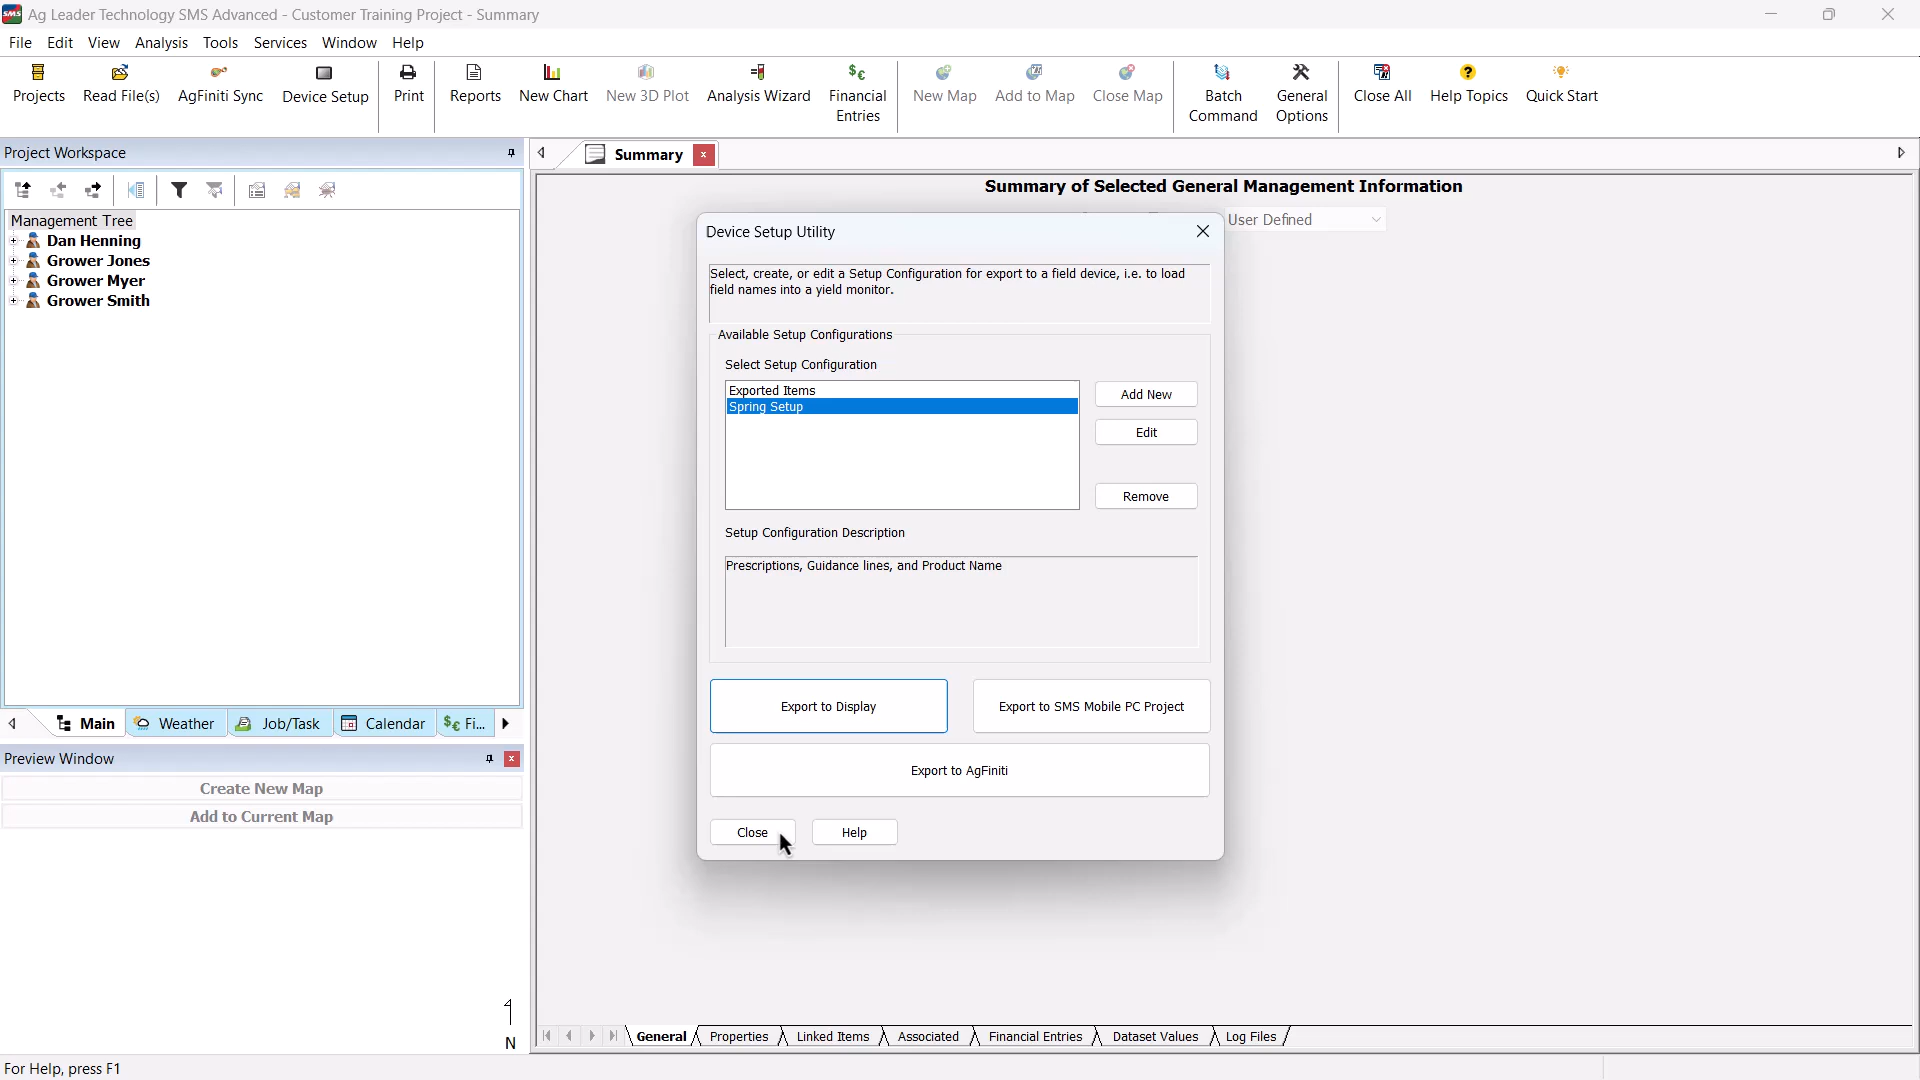 SMS Ag Leader Technology SMS Advanced - Customer Training Project - Summary
File Edit View Analysis Tools Services Window Help
Projects Read File(s) AgFiniti Sync Device Setup Print Reports New Chart New 3D Plot Analysis Wizard Financial Entries New Map Add to Map Close Map Batch Command General Options Close All Help Topics Quick Start
Project Workspace
Management Tree
Dan Henning
Grower Jones
Grower Myer
Grower Smith
Main Weather Job/Task Calendar Fi...
Preview Window
Create New Map
Add to Current Map
N
Summary
Summary of Selected General Management Information
User Defined
Device Setup Utility
Select, create, or edit a Setup Configuration for export to a field device, i.e. to load
field names into a yield monitor.
Available Setup Configurations
Select Setup Configuration
Exported Items
Spring Setup
Add New
Edit
Remove
Setup Configuration Description
Prescriptions, Guidance lines, and Product Name
Export to Display Export to SMS Mobile PC Project
Export to AgFiniti
Close Help
General Properties Linked Items Associated Financial Entries Dataset Values Log Files
For Help, press F1